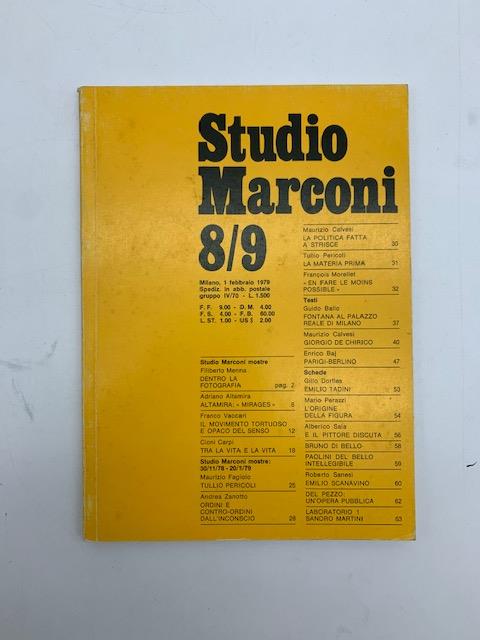 Studio
Marconi
8/9
Milano, 1 febbraio 1979
Spediz. in abb. postale
gruppo IV/70 - L. 1.500
F. F. 9.00 - D. M. 4.00
F. S. 4.00 - F. B. 60.00
L. ST. 1.00 - US $ 2.00
Studio Marconi mostre
Filiberto Menna
DENTRO LA
FOTOGRAFIA pag. 2
Adriano Altamira
ALTAMIRA: « MIRAGES » 6
Franco Vaccari
IL MOVIMENTO TORTUOSO
E OPACO DEL SENSO 12
Cioni Carpi
TRA LA VITA E LA VITA 18
Studio Marconi mostre:
30/11/78 - 20/1/79
Maurizio Fagiolo
TULLIO PERICOLI 25
Andrea Zanotto
ORDINI E
CONTRO-ORDINI
DALL'INCONSCIO 28
Maurizio Calvesi
LA POLITICA FATTA
A STRISCE 30
Tullio Pericoli
LA MATERIA PRIMA 31
François Morellet
« EN FARE LE MOINS
POSSIBLE » 32
Testi
Guido Ballo
FONTANA AL PALAZZO
REALE DI MILANO 37
Maurizio Calvesi
GIORGIO DE CHIRICO 40
Enrico Baj
PARIGI-BERLINO 47
Schede
Gillo Dorfles
EMILIO TADINI 53
Mario Perazzi
L'ORIGINE
DELLA FIGURA 54
Alberico Sala
E IL PITTORE DISCUTA 56
BRUNO DI BELLO 58
PAOLINI DEL BELLO
INTELLEGIBILE 59
Roberto Sanesi
EMILIO SCANAVINO 60
DEL PEZZO:
UN'OPERA PUBBLICA 62
LABORATORIO 1
SANDRO MARTINI 63